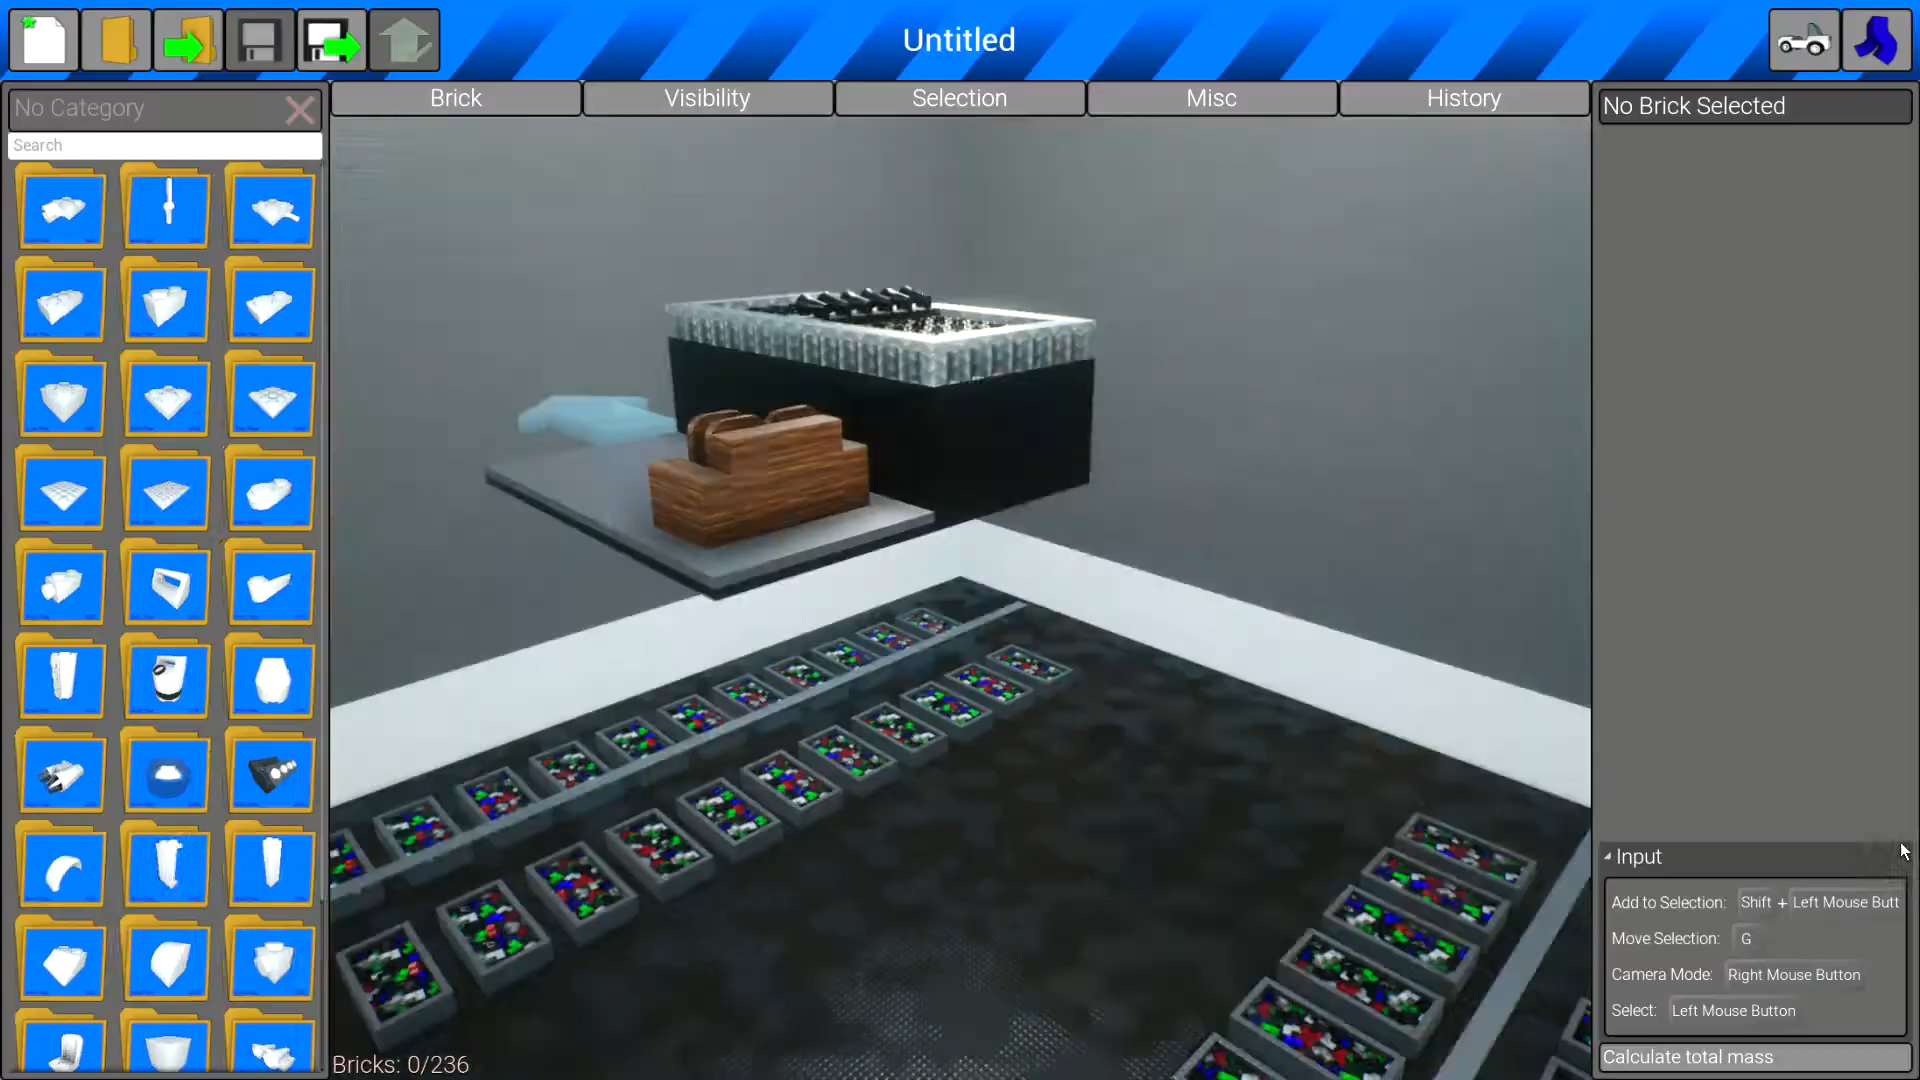 Untitled
No Category
Search
Brick
Visibility
Selection
Misc
History
No Brick Selected
Input
Add to Selection: Shift + Left Mouse Butt
Move Selection: G
Camera Mode: Right Mouse Button
Select: Left Mouse Button
Calculate total mass
Bricks: 0/236